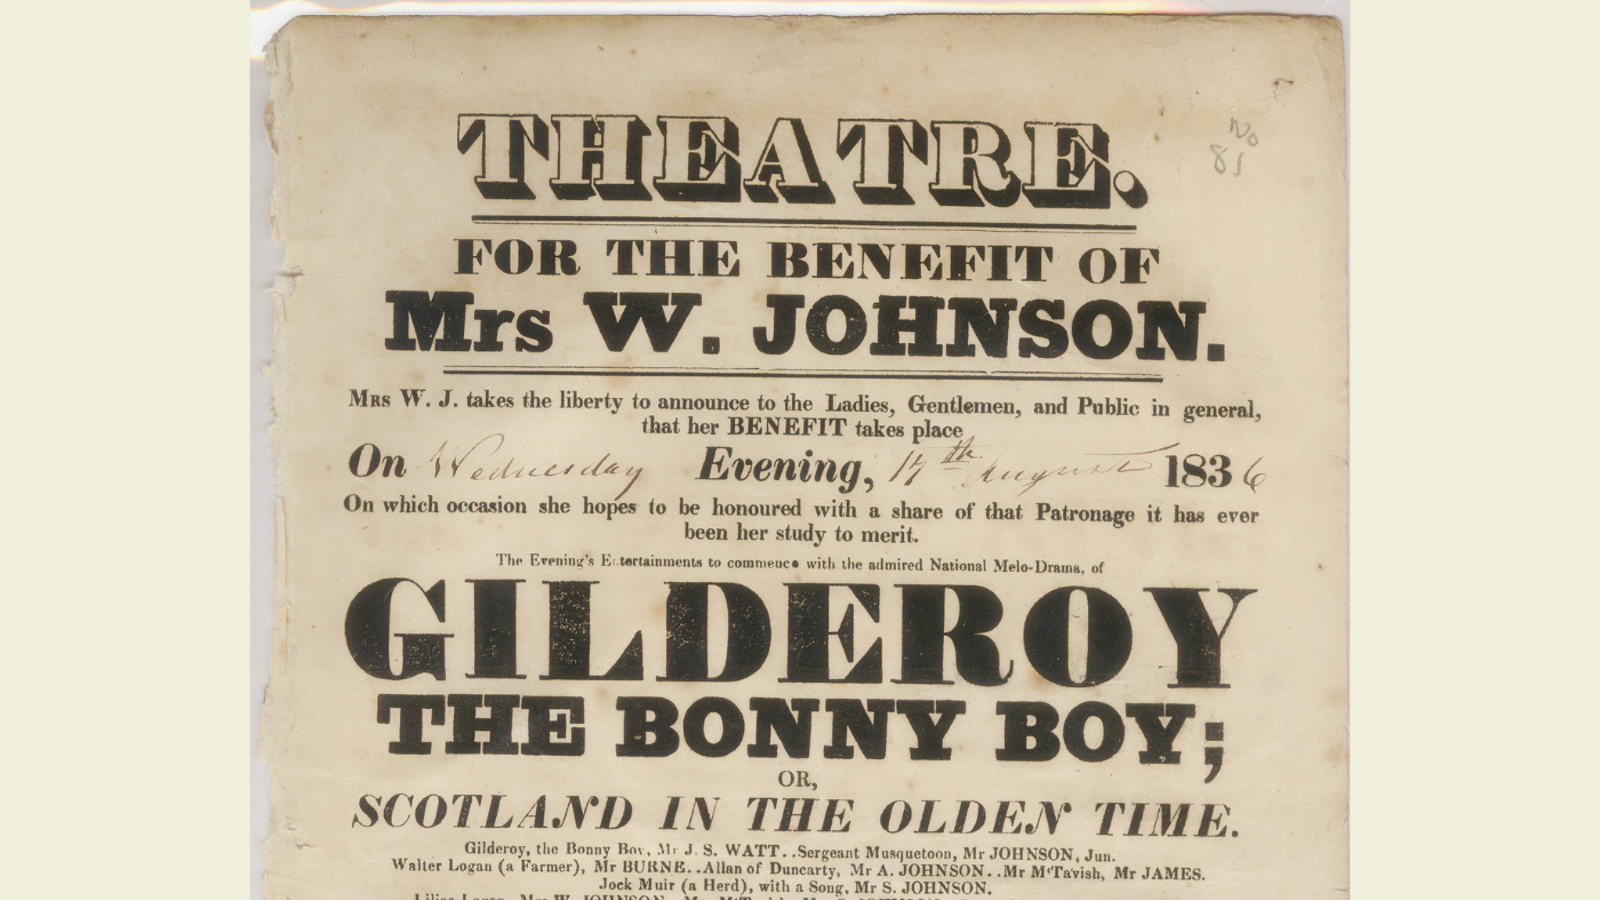 THEATRE.
No
81
FOR THE BENEFIT OF
Mrs W. JOHNSON.
Mrs W. J. takes the liberty to announce to the Ladies, Gentlemen, and Public in general,
that her BENEFIT takes place
On Wednesday Evening, 17th August 1836
On which occasion she hopes to be honoured with a share of that Patronage it has ever
been her study to merit.
The Evening's Entertainments to commence with the admired National Melo-Drama, of
GILDEROY
THE BONNY BOY;
OR,
SCOTLAND IN THE OLDEN TIME.
Gilderoy, the Bonny Boy, Mr J. S. WATT..Sergeant Musquetoon, Mr JOHNSON, Jun.
Walter Logan (a Farmer), Mr BURNE..Allan of Duncarty, Mr A. JOHNSON..Mr McTavish, Mr JAMES.
Jock Muir (a Herd), with a Song, Mr S. JOHNSON.